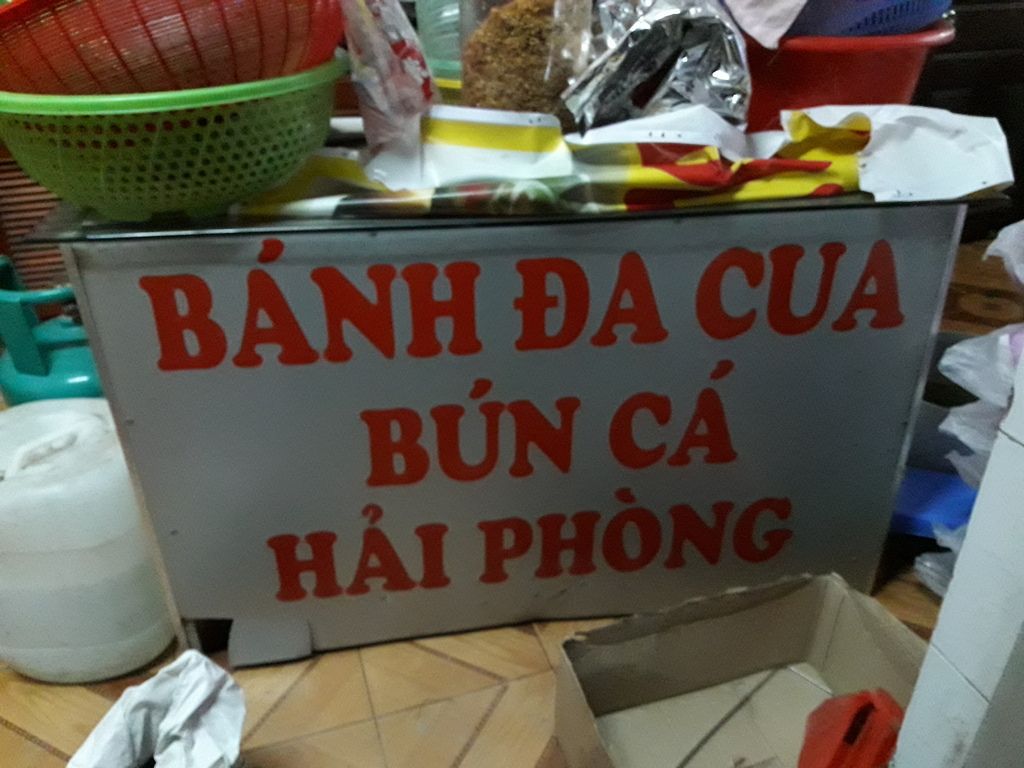 BÁNH ĐA CUA
BÚN CÁ
HẢI PHÒNG